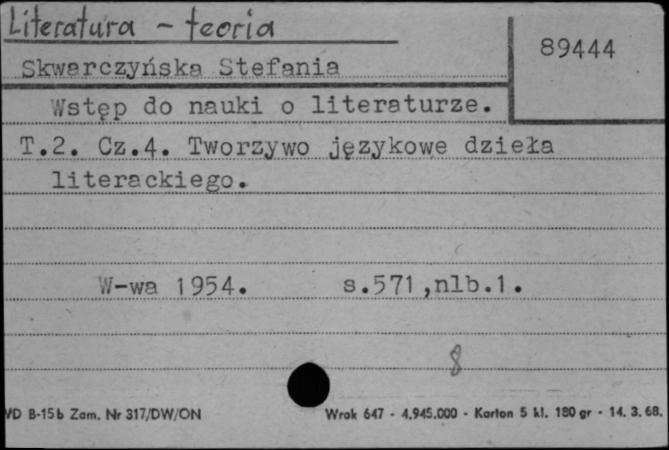 Literatura - teoria
89444
Skwarczyńska Stefania
Wstęp do nauki o literaturze.
T.2. Cz.4. Tworzywo językowe dzieła
literackiego.
W-wa 1954. s.571,nlb.1.
8
WD B-15b Zam. Nr 317/DW/ON Wrak 647 - 4.945.000 - Karton 5 kl. 180 gr - 14. 3. 68.